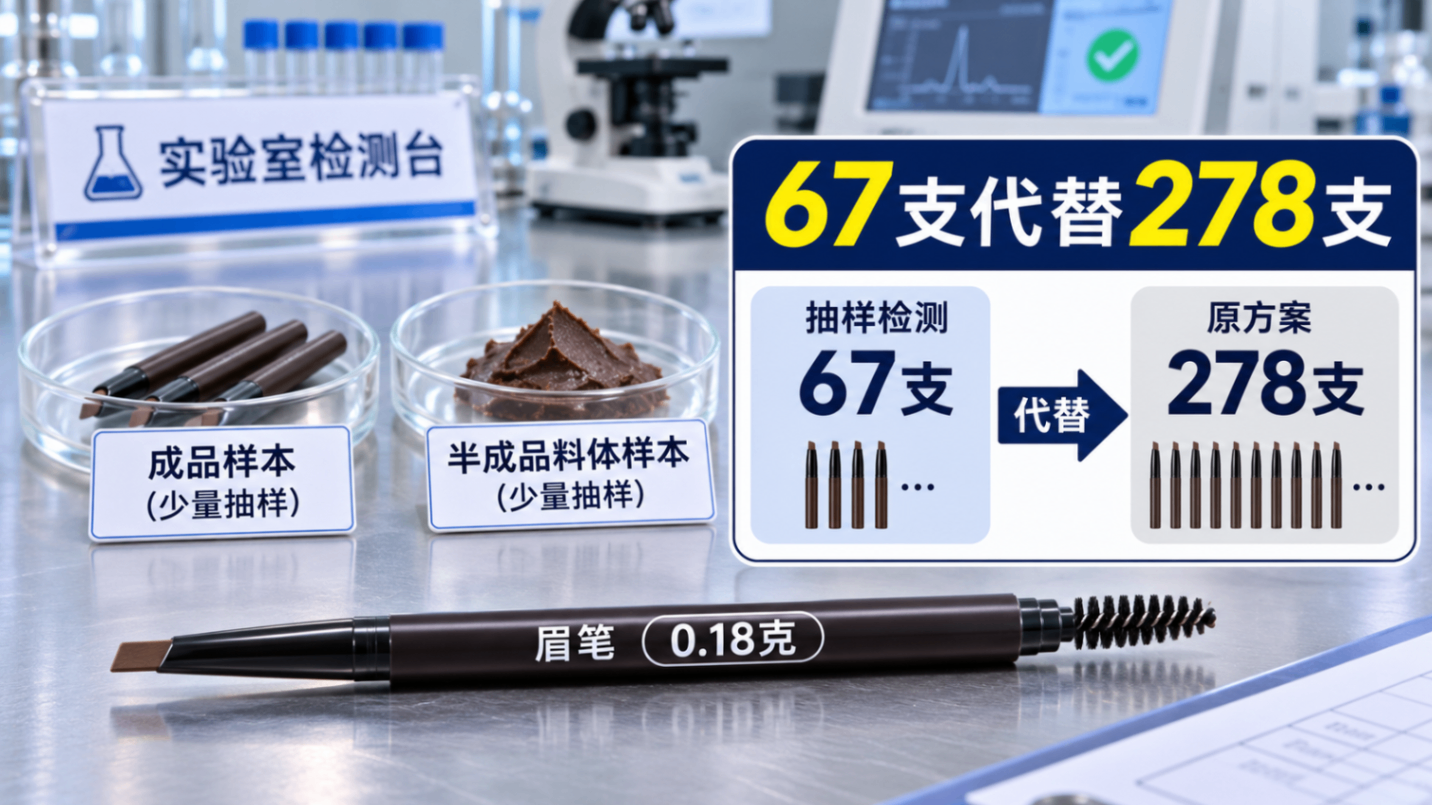 实验室检测台
67支代替278支
抽样检测
67支
代替
原方案
278支
成品样本
(少量抽样)
半成品料体样本
(少量抽样)
眉笔 0.18克